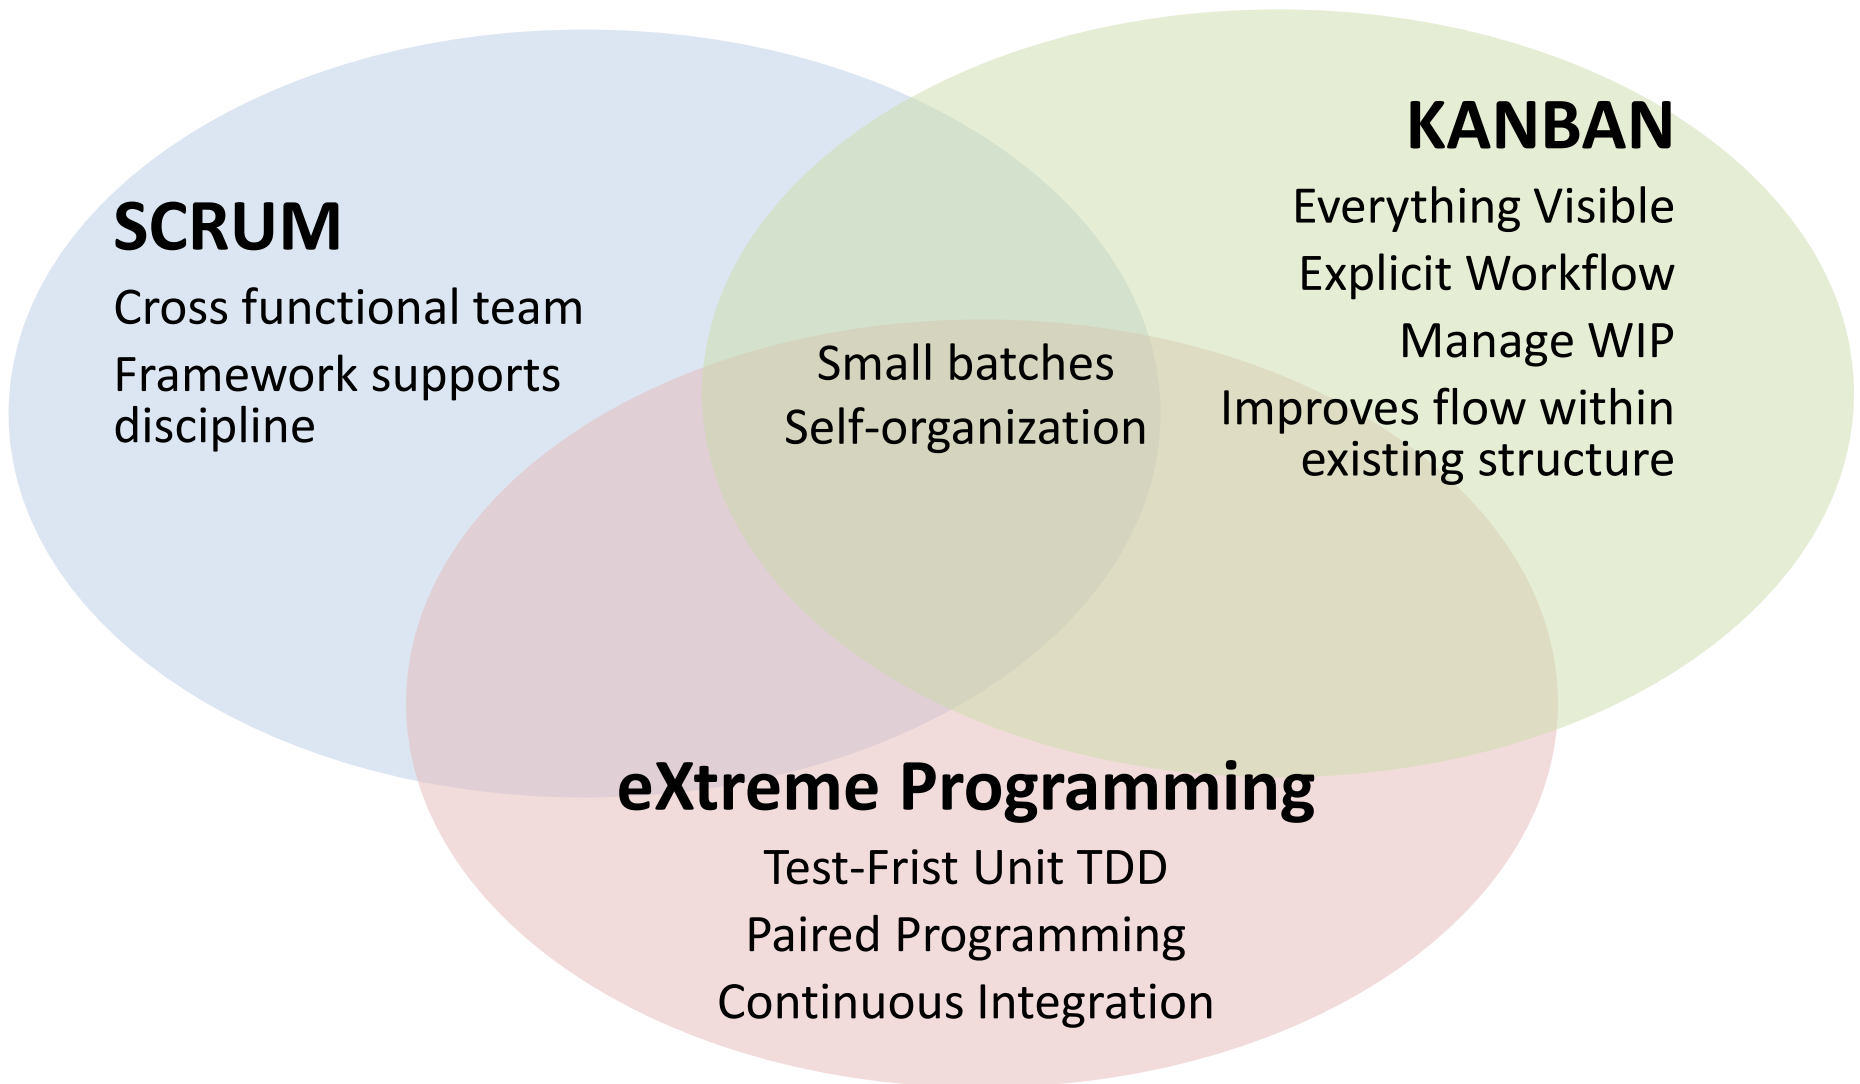 SCRUM
Cross functional team
Framework supports
discipline
Small batches
Self-organization
KANBAN
Everything Visible
Explicit Workflow
Manage WIP
Improves flow within
existing structure
eXtreme Programming
Test-Frist Unit TDD
Paired Programming
Continuous Integration